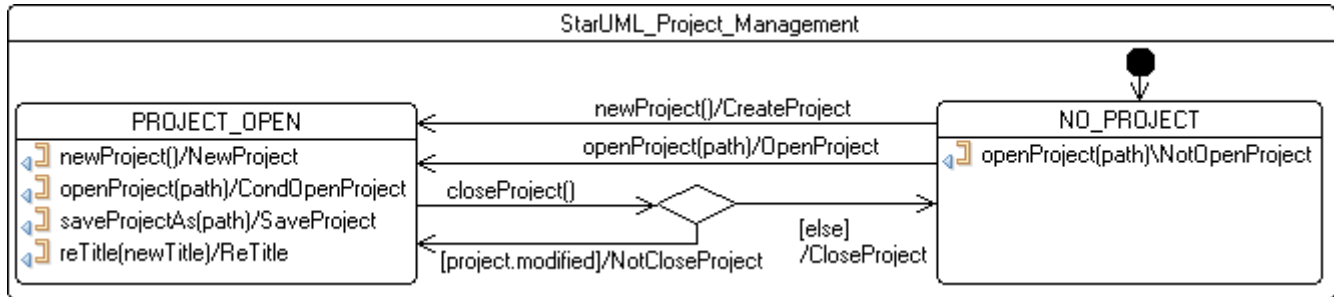 StarUML_Project_Management
PROJECT_OPEN
newProject()/NewProject
openProject(path)/CondOpenProject
saveProjectAs(path)/SaveProject
reTitle(newTitle)/ReTitle
newProject()/CreateProject
openProject(path)/OpenProject
closeProject()
[project.modified]/NotCloseProject
[else]
/CloseProject
NO_PROJECT
openProject(path)\NotOpenProject